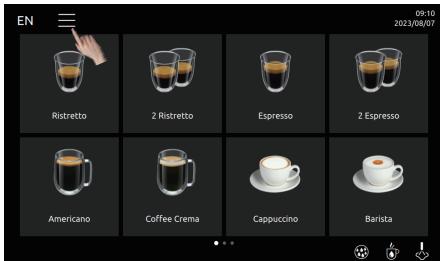 EN
09:10
2023/08/07
Ristretto
2 Ristretto
Espresso
2 Espresso
Americano
Coffee Crema
Cappuccino
Barista